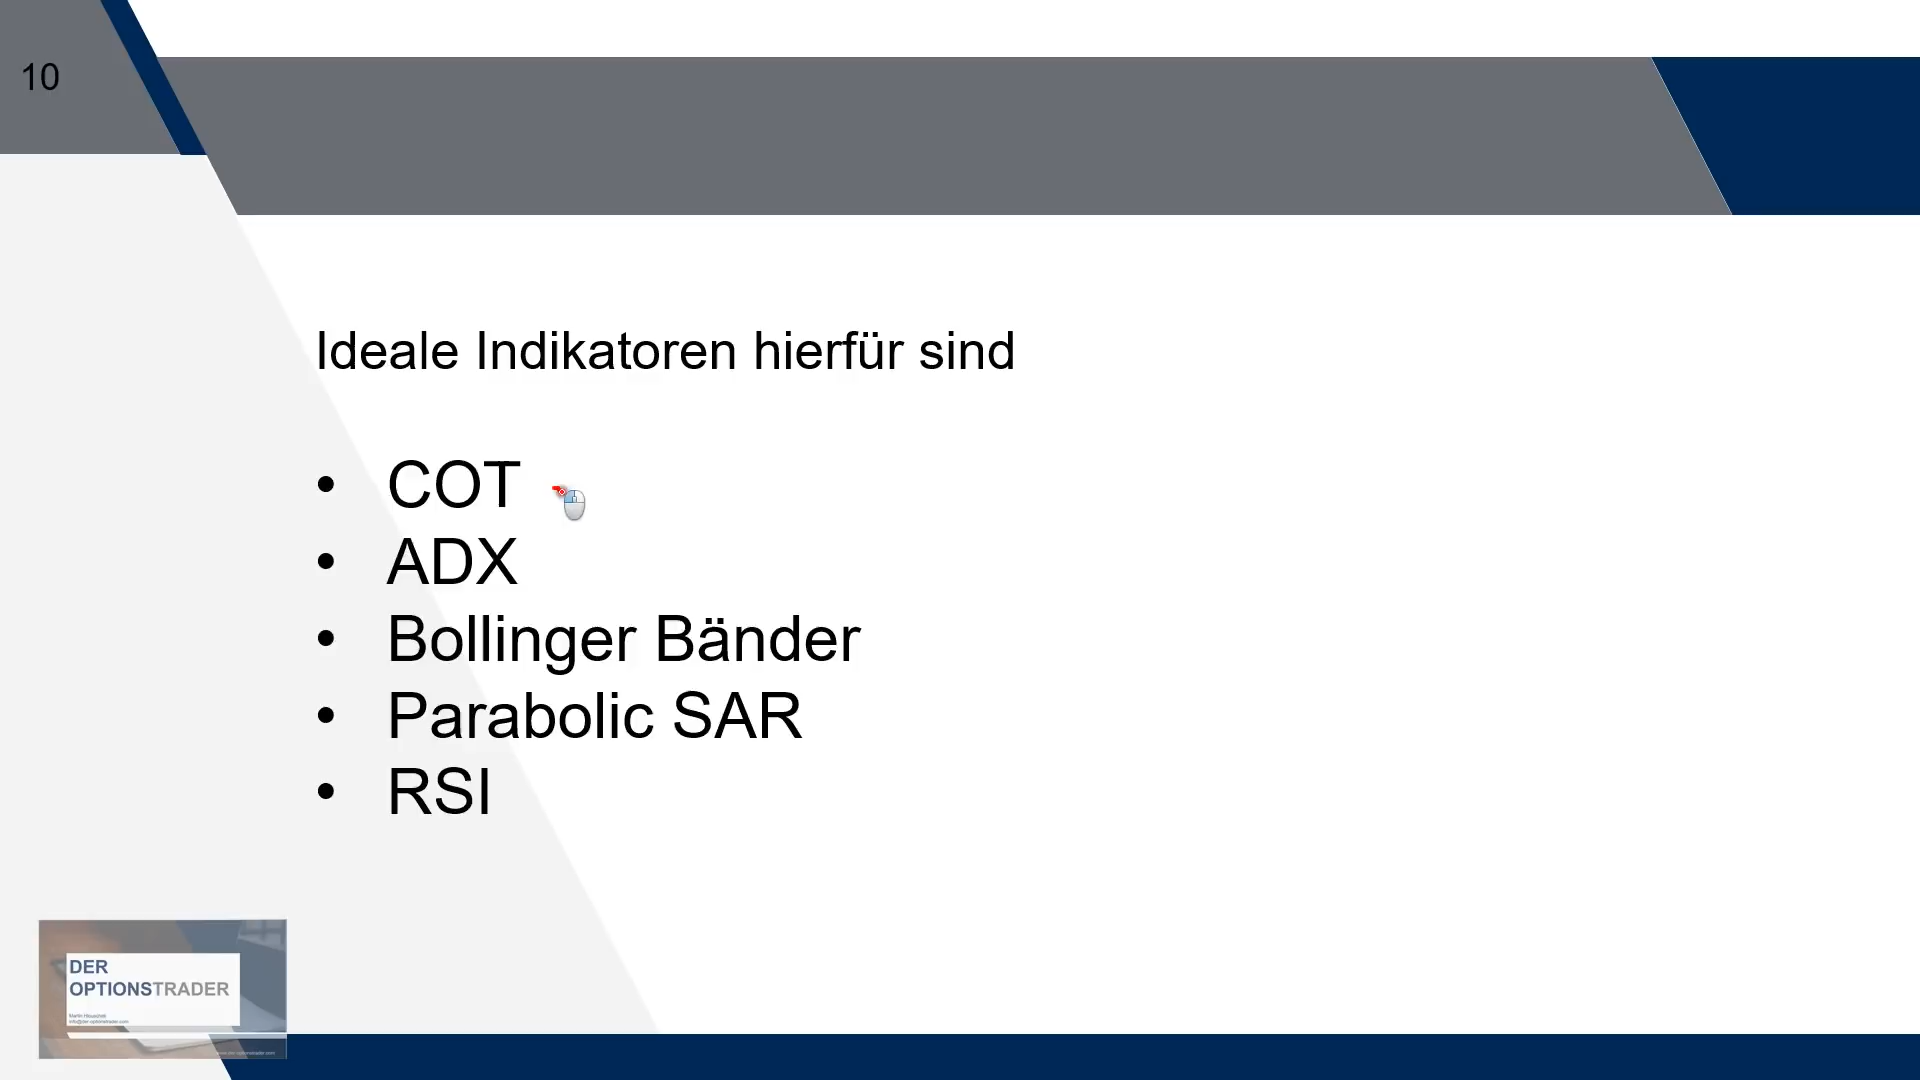 10
Ideale Indikatoren hierfür sind
• COT
• ADX
• Bollinger Bänder
• Parabolic SAR
• RSI
DER
OPTIONSTRADER